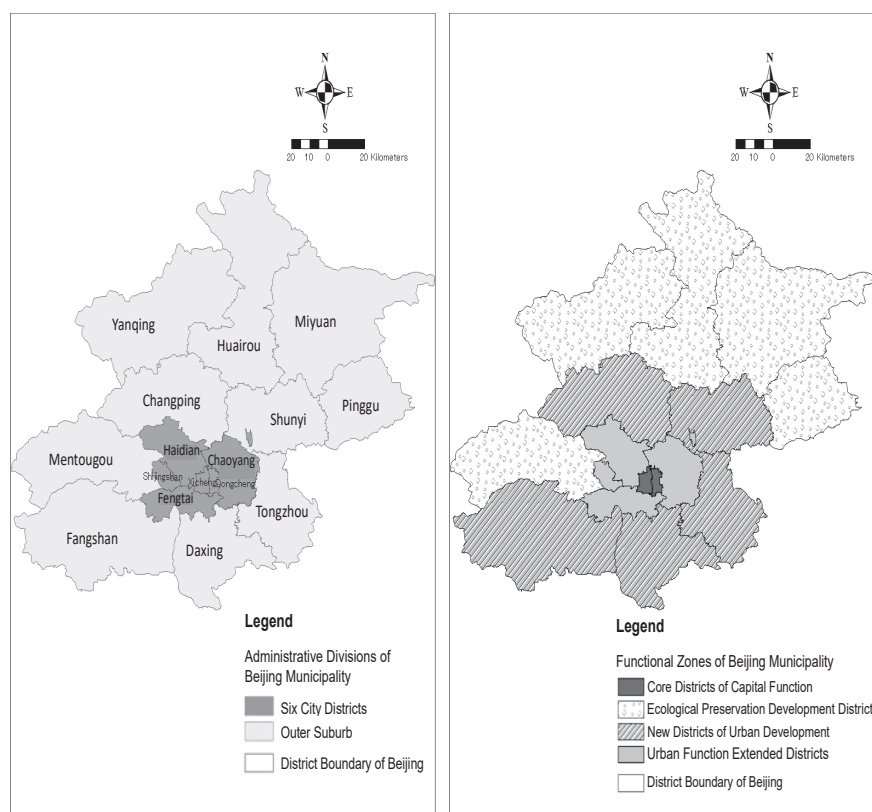 N
W E
S
20 10 0 20 Kilometers
Yanqing
Miyuan
Huairou
Changping
Shunyi
Pinggu
Haidian
Mentougou
Chaoyang
Shijingshan
Xicheng
Dongcheng
Fengtai
Tongzhou
Fangshan
Daxing
Legend
Administrative Divisions of
Beijing Municipality
Six City Districts
Outer Suburb
District Boundary of Beijing
N
W E
S
20 10 0 20 Kilometers
Legend
Functional Zones of Beijing Municipality
Core Districts of Capital Function
Ecological Preservation Development District
New Districts of Urban Development
Urban Function Extended Districts
District Boundary of Beijing